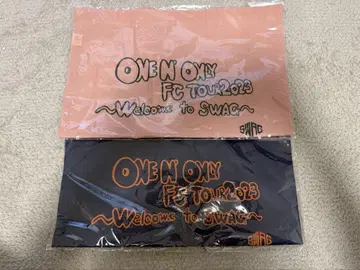 ONE N' ONLY
FC TOUR 2023
～Welcome to SWAG～
SWAG
ONE N' ONLY
FC TOUR 2023
～Welcome to SWAG～
SWAG